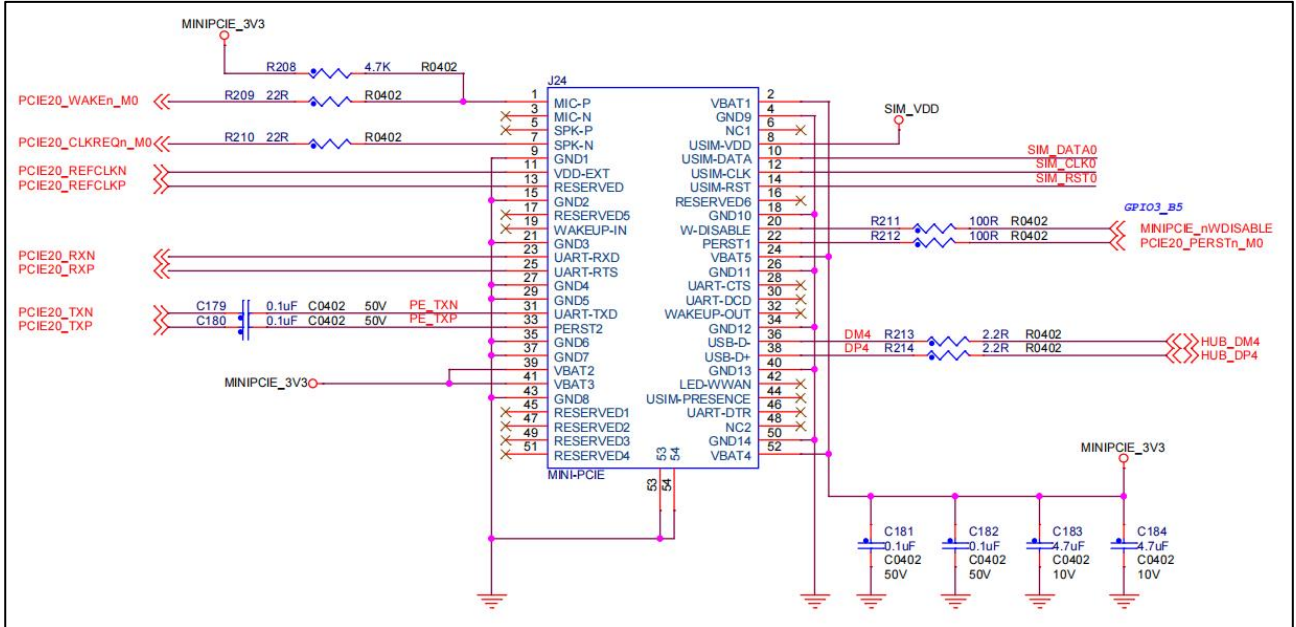 MINIPCIE_3V3
R208 4.7K R0402
PCIE20_WAKEn_M0 R209 22R R0402
PCIE20_CLKREQn_M0 R210 22R R0402
PCIE20_REFCLKN
PCIE20_REFCLKP
PCIE20_RXN
PCIE20_RXP
PCIE20_TXN C179 0.1uF C0402 50V PE_TXN
PCIE20_TXP C180 0.1uF C0402 50V PE_TXP
MINIPCIE_3V3
J24
1 MIC-P VBAT1 2
3 MIC-N GND9 4
5 SPK-P NC1 6
7 SPK-N USIM-VDD 8
9 GND1 USIM-DATA 10
11 VDD-EXT USIM-CLK 12
13 RESERVED USIM-RST 14
15 GND2 RESERVED6 16
17 RESERVED5 GND10 18
19 WAKEUP-IN W-DISABLE 20
21 GND3 PERST1 22
23 UART-RXD VBAT5 24
25 UART-RTS GND11 26
27 GND4 UART-CTS 28
29 GND5 UART-DCD 30
31 UART-TXD WAKEUP-OUT 32
33 PERST2 GND12 34
35 GND6 USB-D- 36
37 GND7 USB-D+ 38
39 VBAT2 GND13 40
41 VBAT3 LED-WWAN 42
43 GND8 USIM-PRESENCE 44
45 RESERVED1 UART-DTR 46
47 RESERVED2 NC2 48
49 RESERVED3 GND14 50
51 RESERVED4 VBAT4 52
53 54
MINI-PCIE
53 54
SIM_VDD
SIM_DATA0
SIM_CLK0
SIM_RST0
GPIO3_B5
R211 100R R0402 MINIPCIE_nWDISABLE
R212 100R R0402 PCIE20_PERSTn_M0
DM4 R213 2.2R R0402 HUB_DM4
DP4 R214 2.2R R0402 HUB_DP4
MINIPCIE_3V3
C181 C182 C183 C184
0.1uF 0.1uF 4.7uF 4.7uF
C0402 C0402 C0402 C0402
50V 50V 10V 10V